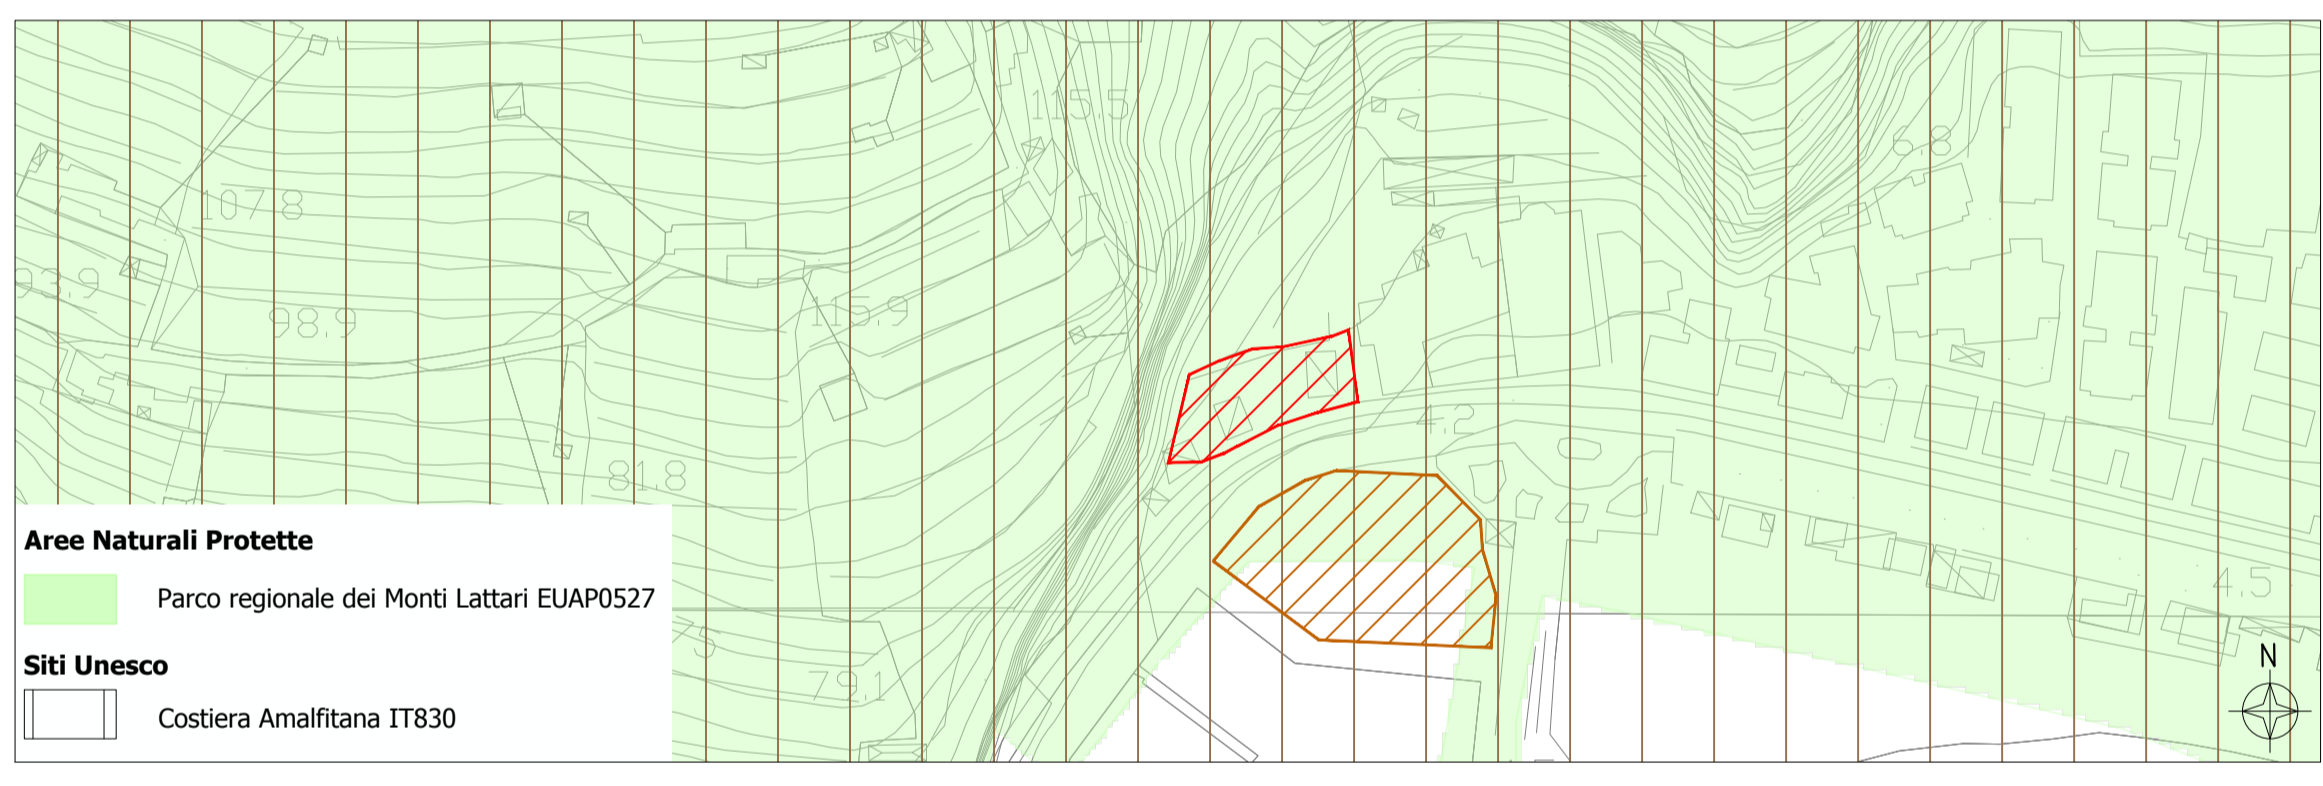 115.5
6,8
107.8
93,9
98,9
115,9
4,2
81,8
Aree Naturali Protette
4,5
Parco regionale dei Monti Lattari EUAP0527
79,1
Siti Unesco
N
Costiera Amalfitana IT830